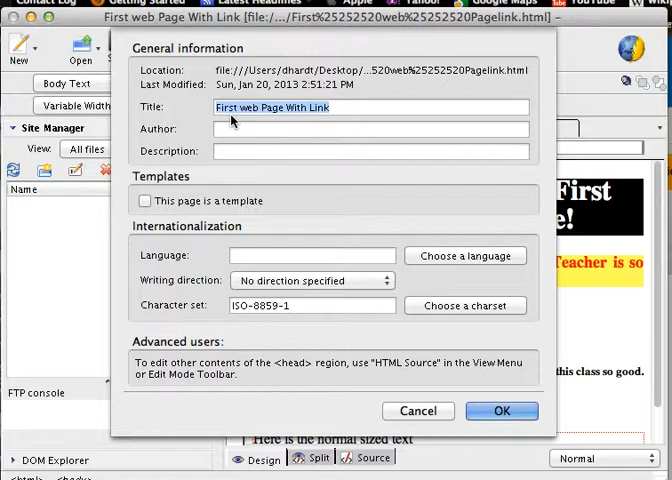 Contact Log Getting Started Latest Headlines Apple Yahoo! Google Maps YouTube Wikip
First web Page With Link [file:/.../First%25252520web%25252520Pagelink.html] –
New Open
Body Text
Variable Width
Site Manager
View: All files
Name
FTP console
DOM Explorer
<html> <body>
General information
Location: file:///Users/dhardt/Desktop/...520web%25252520Pagelink.html
Last Modified: Sun, Jan 20, 2013 2:51:21 PM
Title: First web Page With Link
Author:
Description:
Templates
This page is a template
Internationalization
Language: Choose a language
Writing direction: No direction specified
Character set: ISO-8859-1 Choose a charset
Advanced users:
To edit other contents of the <head> region, use "HTML Source" in the View Menu
or Edit Mode Toolbar.
Cancel OK
First
e!
Teacher is so
this class so good.
Here is the normal sized text
Design Split Source Normal